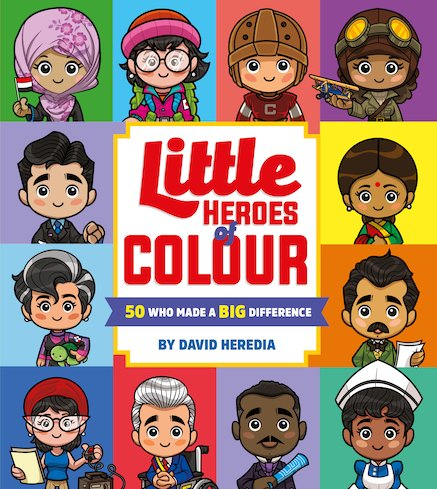 C
C
Little
HEROES
of
COLOUR
50 WHO MADE A BIG DIFFERENCE
BY DAVID HEREDIA